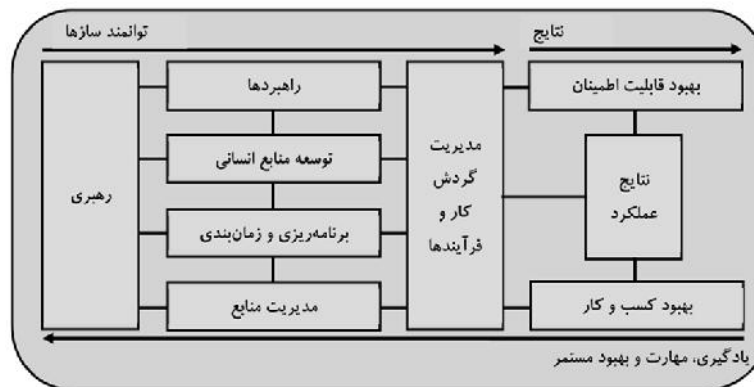 توانمند سازها
نتایج
رهبری
راهبردها
توسعه منابع انسانی
برنامه‌ریزی و زمان‌بندی
مدیریت منابع
مدیریت
گردش
کار و
فرآیندها
بهبود قابلیت اطمینان
نتایج
عملکرد
بهبود کسب و کار
یادگیری، مهارت و بهبود مستمر